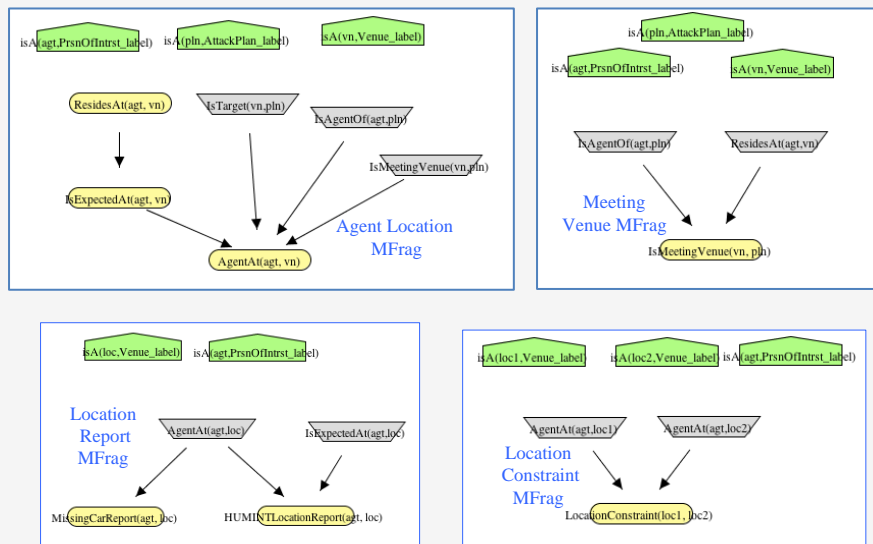 isA(agt,PrsnOfIntrst_label)
isA(pln,AttackPlan_label)
isA(vn,Venue_label)
ResidesAt(agt, vn)
IsTarget(vn,pln)
IsAgentOf(agt,pln)
IsMeetingVenue(vn,pln)
IsExpectedAt(agt, vn)
AgentAt(agt, vn)
Agent Location
MFrag
isA(pln,AttackPlan_label)
isA(agt,PrsnOfIntrst_label)
isA(vn,Venue_label)
IsAgentOf(agt,pln)
ResidesAt(agt,vn)
Meeting
Venue MFrag
IsMeetingVenue(vn, pln)
isA(loc,Venue_label)
isA(agt,PrsnOfIntrst_label)
Location
Report
MFrag
AgentAt(agt,loc)
IsExpectedAt(agt,loc)
MissingCarReport(agt, loc)
HUMINTLocationReport(agt, loc)
isA(loc1,Venue_label)
isA(loc2,Venue_label)
isA(agt,PrsnOfIntrst_label)
AgentAt(agt,loc1)
AgentAt(agt,loc2)
Location
Constraint
MFrag
LocationConstraint(loc1, loc2)